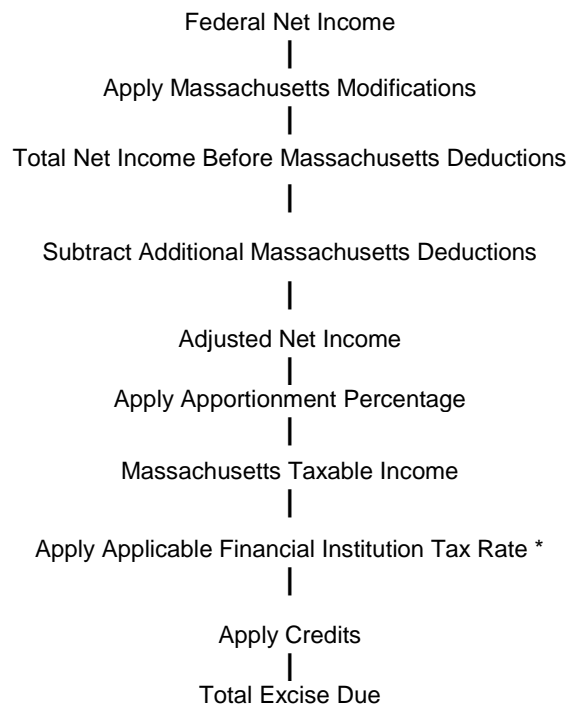 Federal Net Income
Apply Massachusetts Modifications
Total Net Income Before Massachusetts Deductions
Subtract Additional Massachusetts Deductions
Adjusted Net Income
Apply Apportionment Percentage
Massachusetts Taxable Income
Apply Applicable Financial Institution Tax Rate *
Apply Credits
Total Excise Due